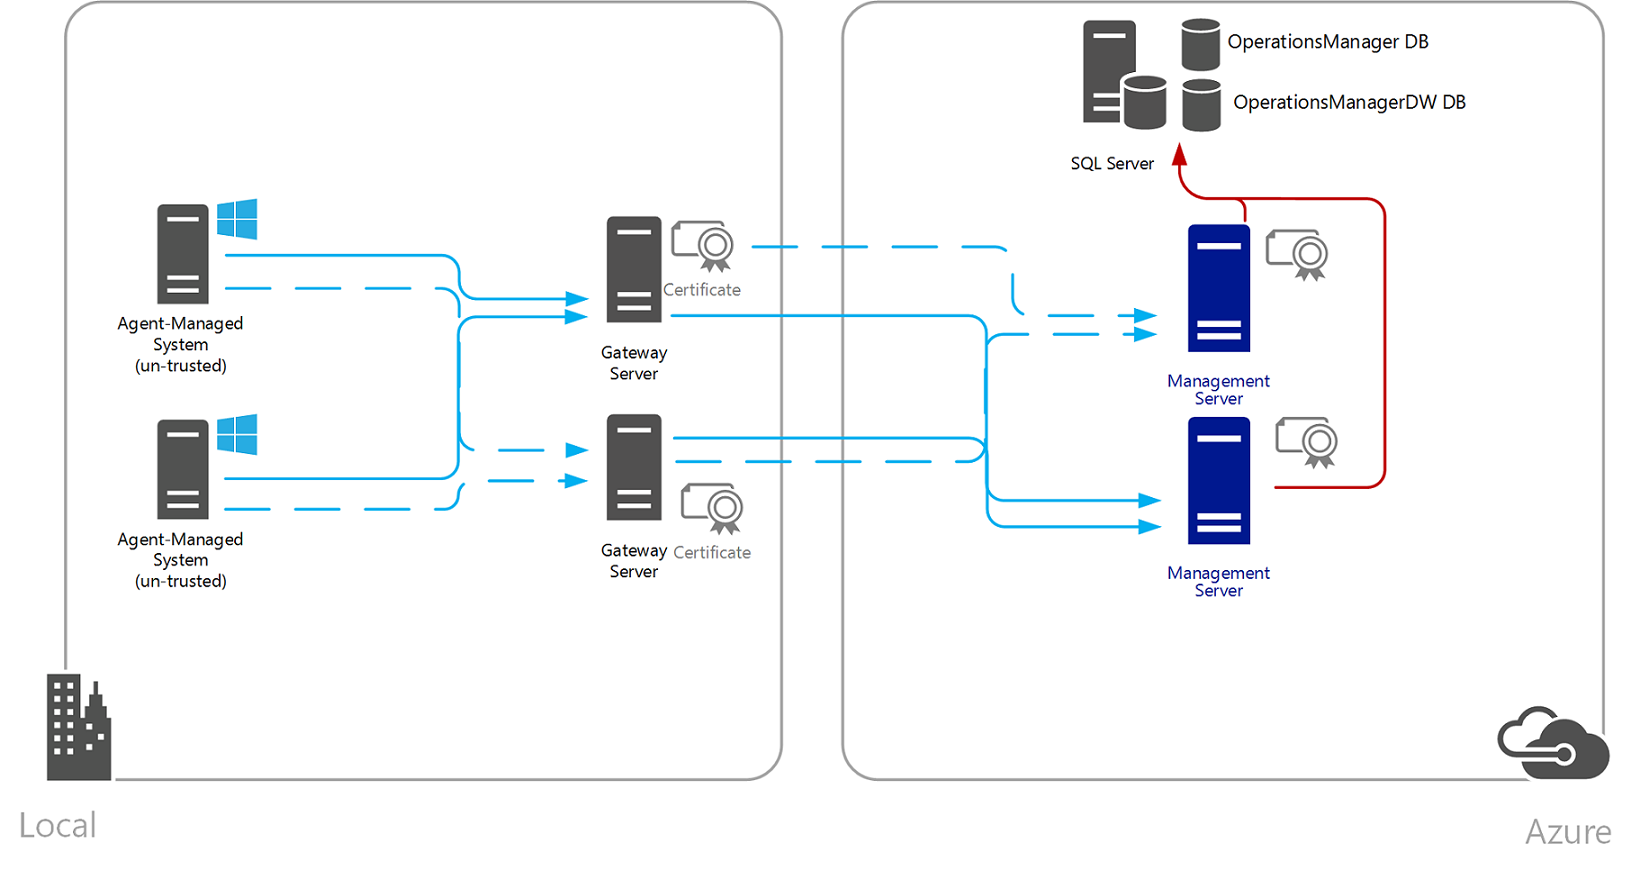 OperationsManager DB
OperationsManagerDW DB
SQL Server
Agent-Managed
System
(un-trusted)
Certificate
Gateway
Server
Management
Server
Agent-Managed
System
(un-trusted)
Gateway
Server
Certificate
Management
Server
Local
Azure